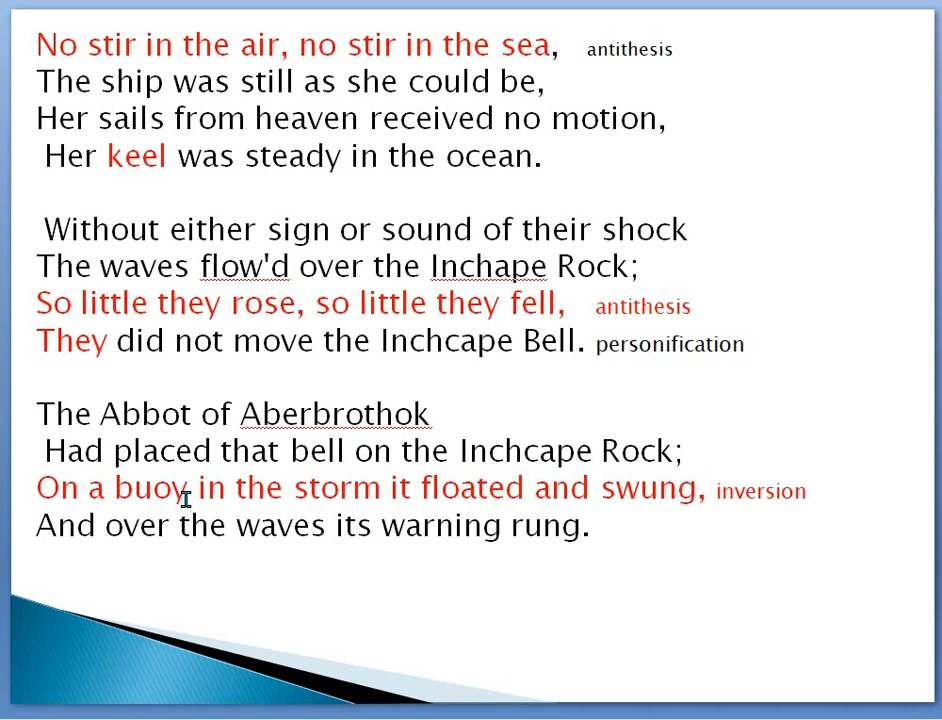 No stir in the air, no stir in the sea, antithesis
The ship was still as she could be,
Her sails from heaven received no motion,
Her keel was steady in the ocean.
Without either sign or sound of their shock
The waves flow'd over the Inchape Rock;
So little they rose, so little they fell, antithesis
They did not move the Inchcape Bell. personification
The Abbot of Aberbrothok
Had placed that bell on the Inchcape Rock;
On a buoy in the storm it floated and swung, inversion
And over the waves its warning rung.